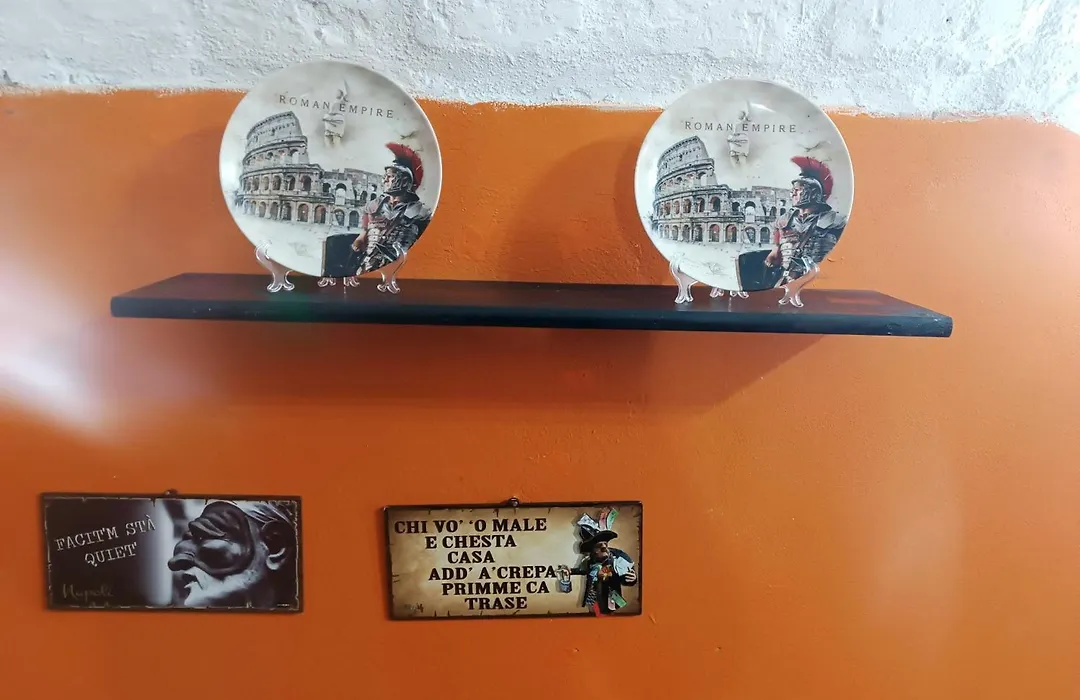 ROMAN EMPIRE
ROMAN EMPIRE
FACIT'M STÀ
QUIET'
Napoli
CHI VO' 'O MALE
E CHESTA
CASA
ADD' A' CREPA
PRIMME CA
TRASE